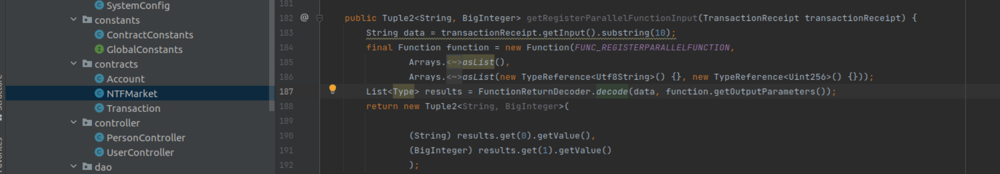 SystemConfig
constants
ContractConstants
GlobalConstants
contracts
Account
NTFMarket
Transaction
controller
PersonController
UserController
dao
181
182 @ public Tuple2<String, BigInteger> getRegisterParallelFunctionInput(TransactionReceipt transactionReceipt) {
183 String data = transactionReceipt.getInput().substring(10);
184 final Function function = new Function(FUNC_REGISTERPARALLELFUNCTION,
185 Arrays.<~>asList(),
186 Arrays.<~>asList(new TypeReference<Utf8String>() {}, new TypeReference<Uint256>() {}));
187 List<Type> results = FunctionReturnDecoder.decode(data, function.getOutputParameters());
188 return new Tuple2<String, BigInteger>(
189
190 (String) results.get(0).getValue(),
191 (BigInteger) results.get(1).getValue()
192 );